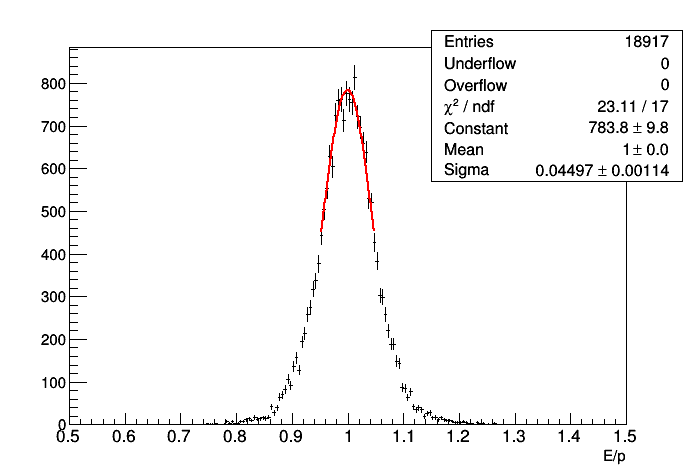 Entries 18917
Underflow 0
Overflow 0
χ² / ndf 23.11 / 17
Constant 783.8 ± 9.8
Mean 1 ± 0.0
Sigma 0.04497 ± 0.00114
800
700
600
500
400
300
200
100
0
0.5 0.6 0.7 0.8 0.9 1 1.1 1.2 1.3 1.4 1.5
E/p